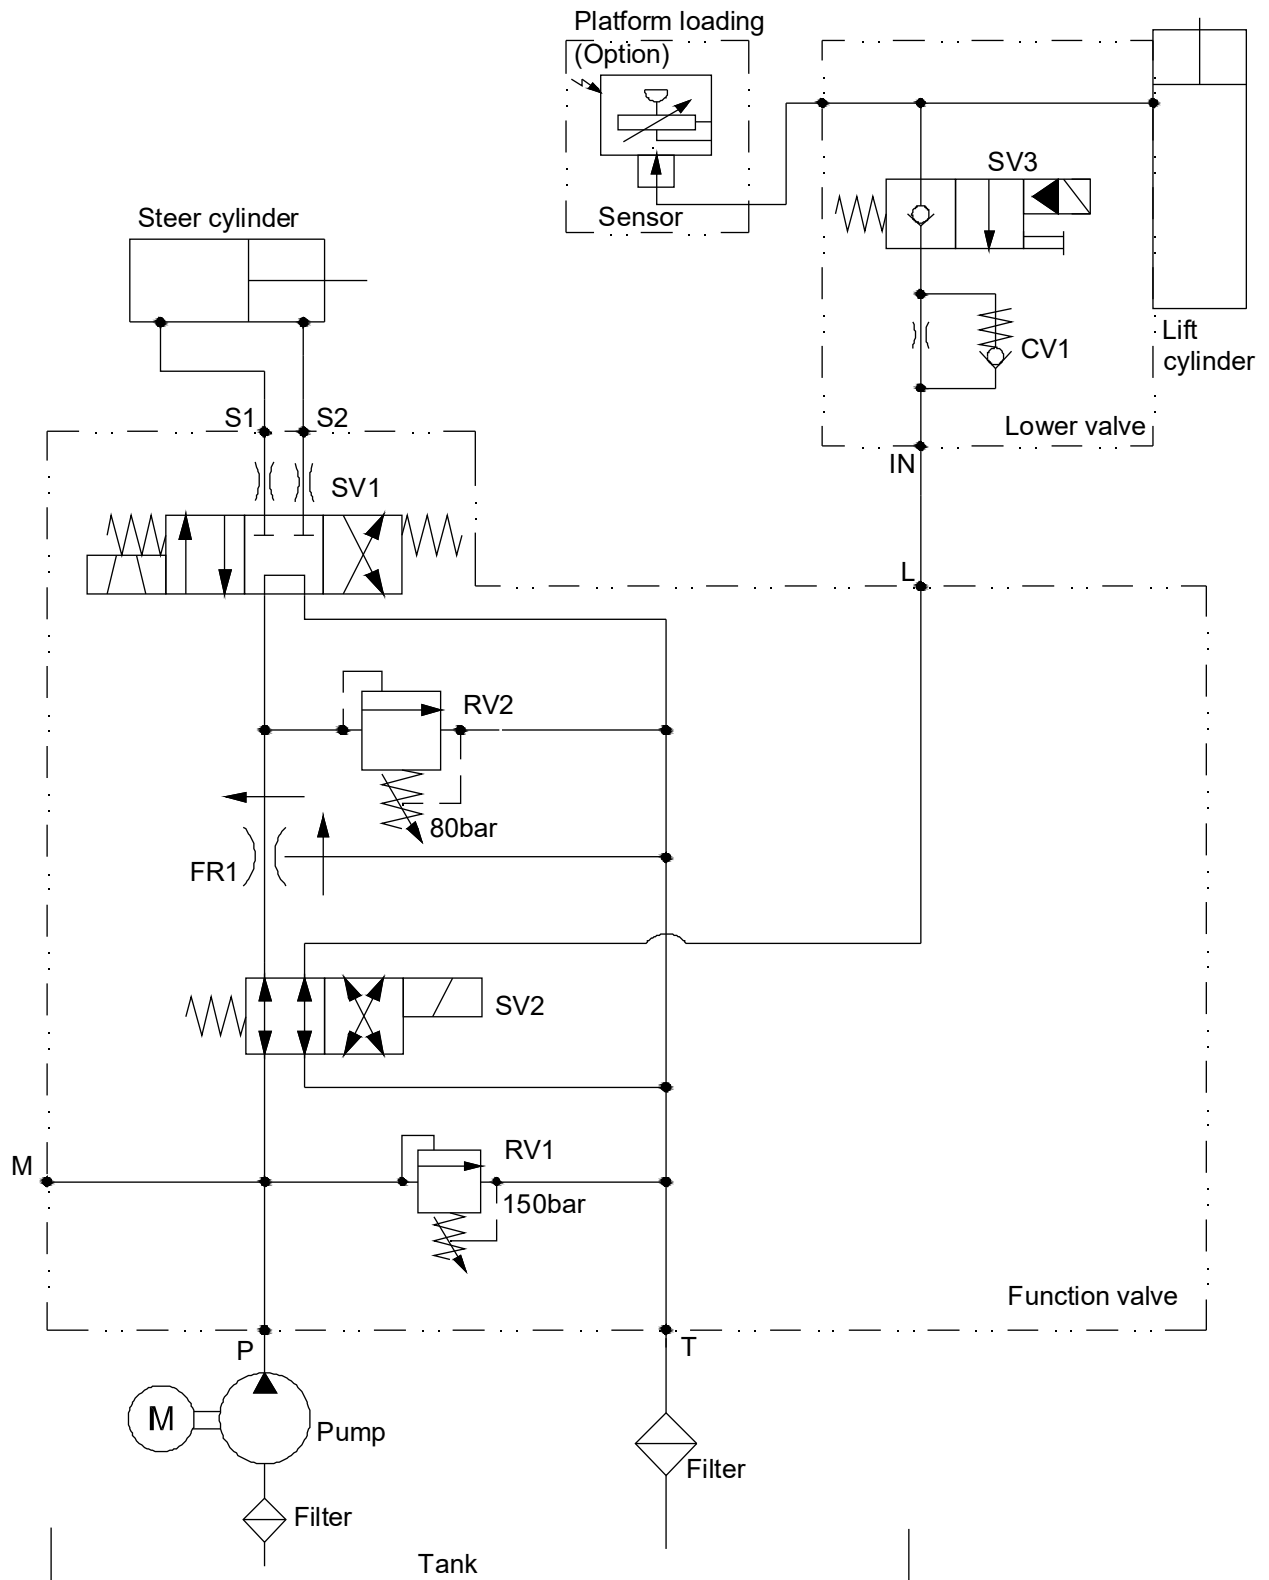 Platform loading
(Option)
SV3
Sensor
Steer cylinder
Lift
cylinder
CV1
S1
S2
Lower valve
IN
SV1
L
RV2
80bar
FR1
SV2
RV1
M
150bar
Function valve
P
T
M
Pump
Filter
Filter
Tank